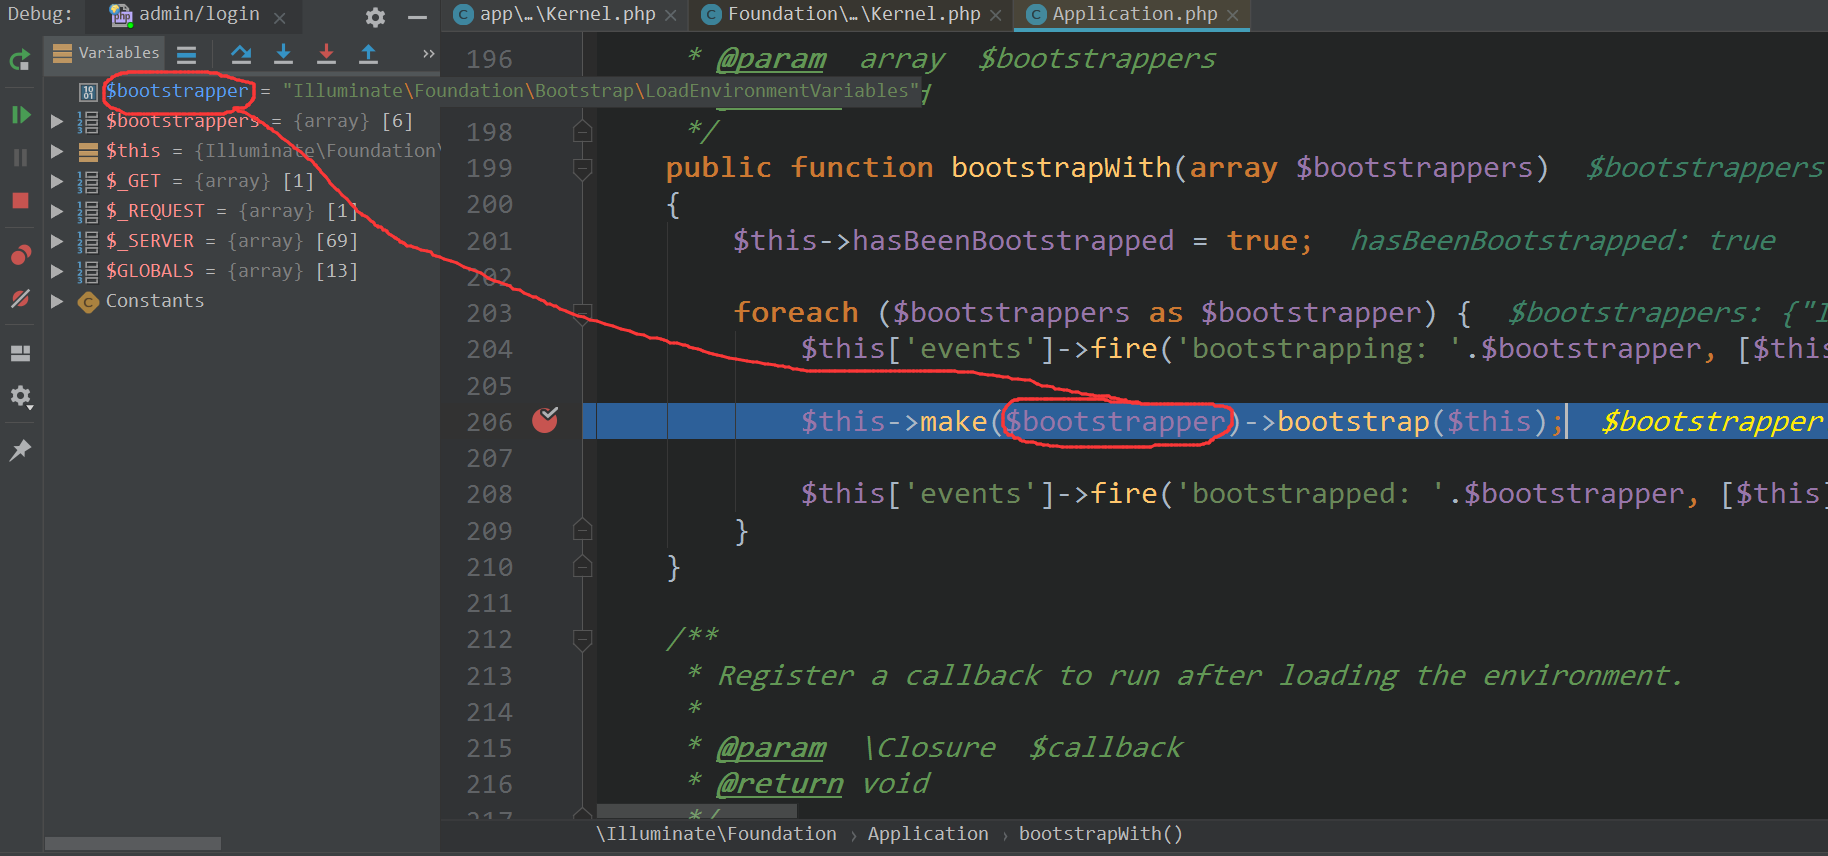 Debug: admin/login
app\…\Kernel.php Foundation\…\Kernel.php Application.php
Variables »
$bootstrapper = "Illuminate\Foundation\Bootstrap\LoadEnvironmentVariables"
$bootstrappers = {array} [6]
$this = {Illuminate\Foundation\
$_GET = {array} [1]
$_REQUEST = {array} [1]
$_SERVER = {array} [69]
$GLOBALS = {array} [13]
Constants
196 * @param array $bootstrappers
198 */
199 public function bootstrapWith(array $bootstrappers) $bootstrappers
200 {
201 $this->hasBeenBootstrapped = true; hasBeenBootstrapped: true
202
203 foreach ($bootstrappers as $bootstrapper) { $bootstrappers: {"I
204 $this['events']->fire('bootstrapping: '.$bootstrapper, [$this
205
206 $this->make($bootstrapper)->bootstrap($this); $bootstrapper
207
208 $this['events']->fire('bootstrapped: '.$bootstrapper, [$this]
209 }
210 }
211
212 /**
213 * Register a callback to run after loading the environment.
214 *
215 * @param \Closure $callback
216 * @return void
217 */
\Illuminate\Foundation › Application › bootstrapWith()